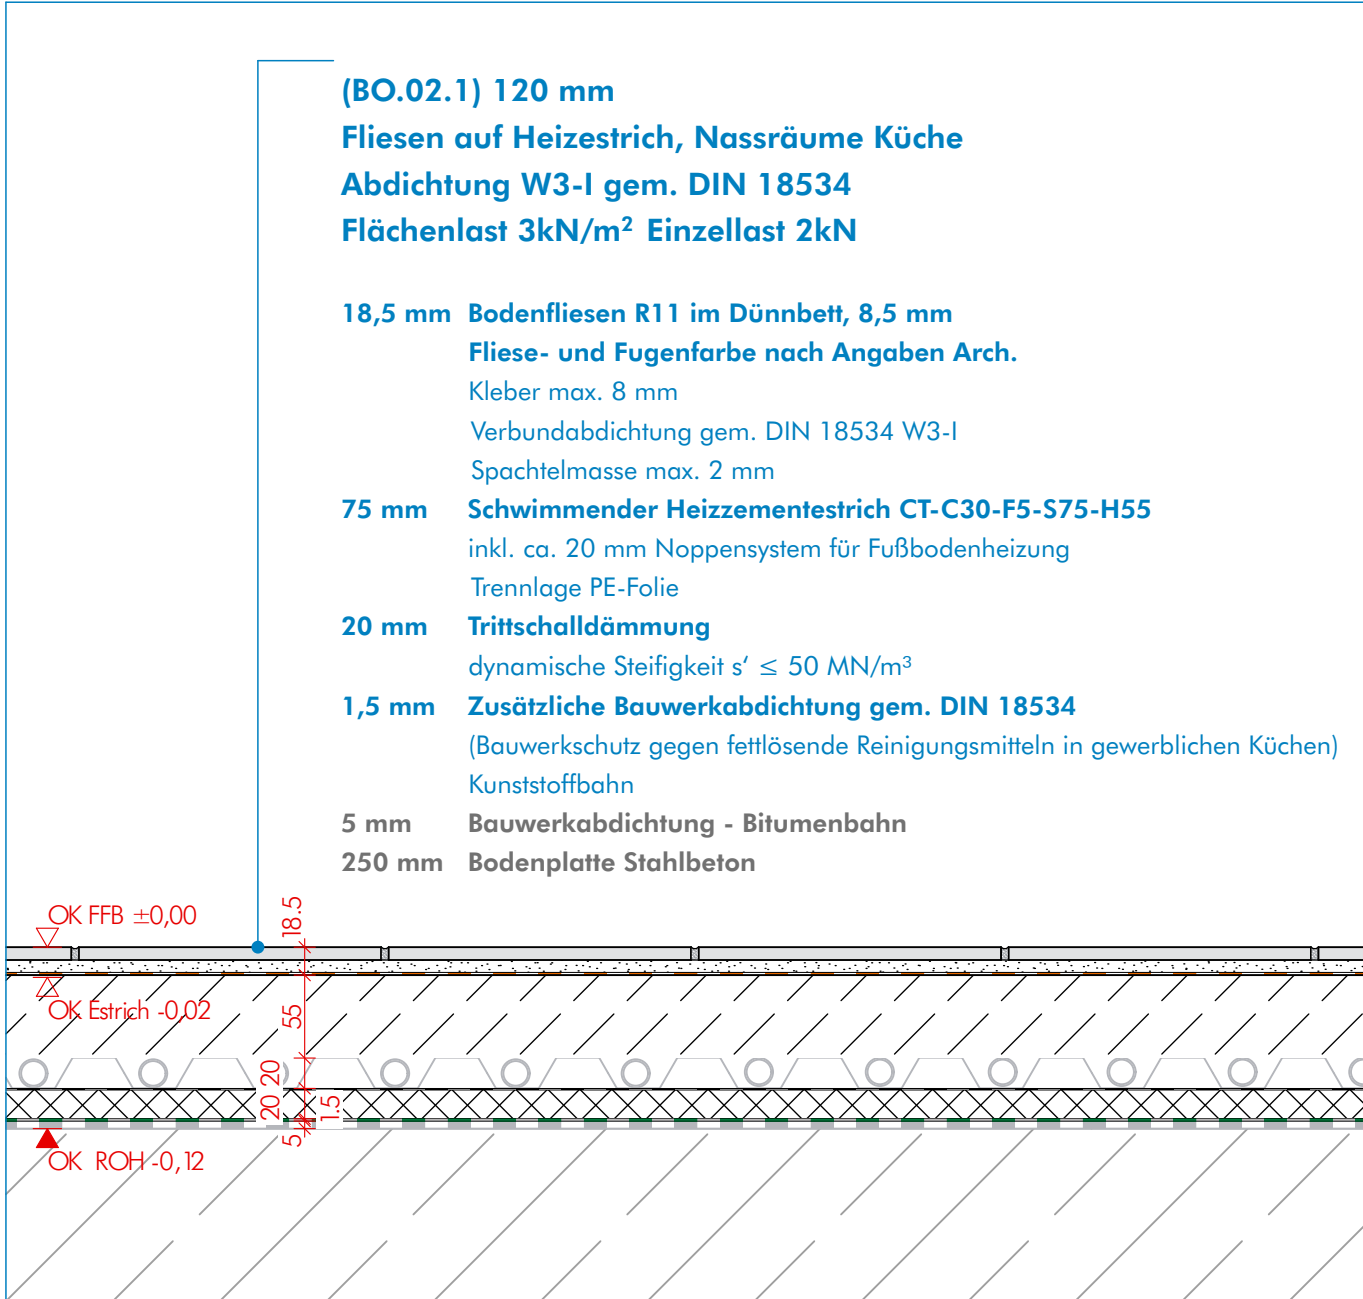 (BO.02.1) 120 mm
Fliesen auf Heizestrich, Nassräume Küche
Abdichtung W3-I gem. DIN 18534
Flächenlast 3kN/m² Einzellast 2kN
18,5 mm Bodenfliesen R11 im Dünnbett, 8,5 mm
Fliese- und Fugenfarbe nach Angaben Arch.
Kleber max. 8 mm
Verbundabdichtung gem. DIN 18534 W3-I
Spachtelmasse max. 2 mm
75 mm Schwimmender Heizzementestrich CT-C30-F5-S75-H55
inkl. ca. 20 mm Noppensystem für Fußbodenheizung
Trennlage PE-Folie
20 mm Trittschalldämmung
dynamische Steifigkeit s‘ ≤ 50 MN/m³
1,5 mm Zusätzliche Bauwerkabdichtung gem. DIN 18534
(Bauwerkschutz gegen fettlösende Reinigungsmitteln in gewerblichen Küchen)
Kunststoffbahn
5 mm Bauwerkabdichtung - Bitumenbahn
250 mm Bodenplatte Stahlbeton
OK FFB ±0,00
18.5
OK Estrich -0,02
55
20
20
1.5
5
OK ROH -0,12